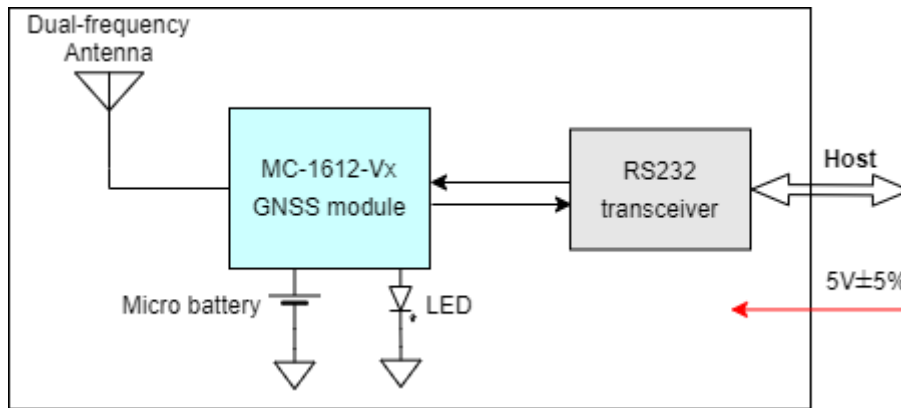 Dual-frequency
Antenna
MC-1612-Vx
GNSS module
RS232
transceiver
Host
5V±5%
Micro battery
LED